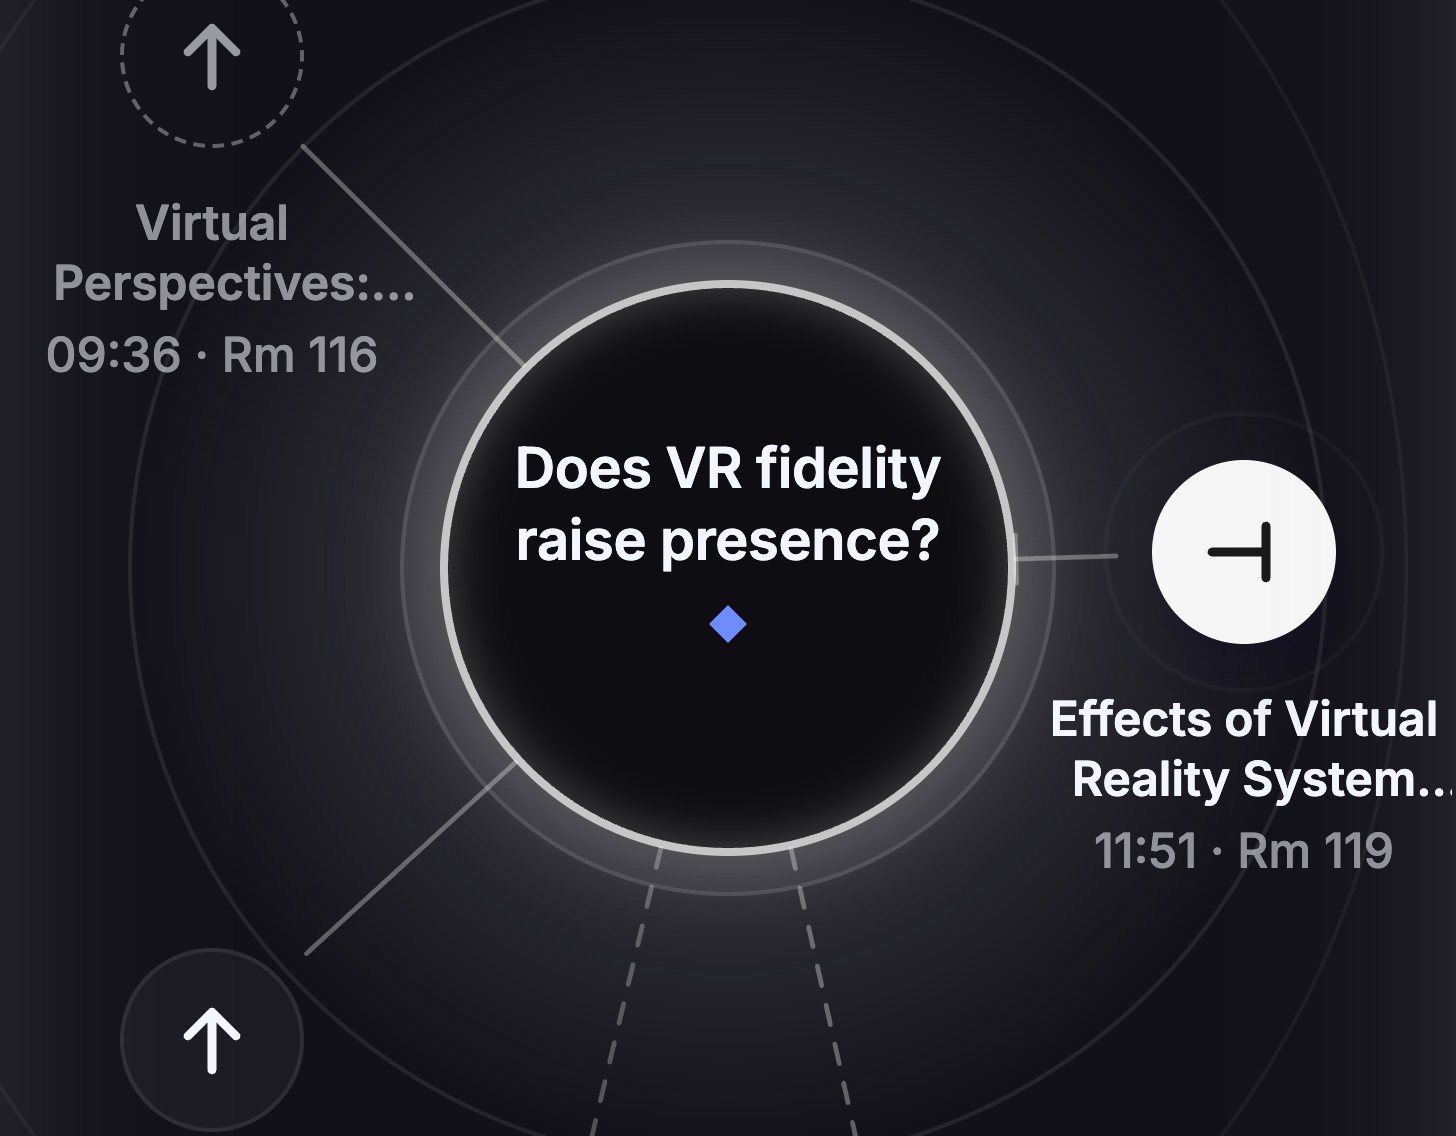 Virtual
Perspectives:...
09:36 · Rm 116
Does VR fidelity
raise presence?
Effects of Virtual
Reality System...
11:51 · Rm 119